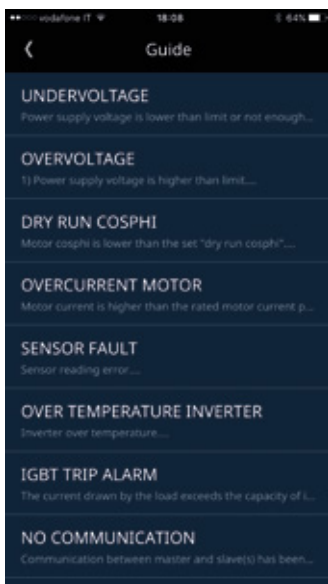 vodafone IT 18:08 64%
Guide
UNDERVOLTAGE
Power supply voltage is lower than limit or not enough...
OVERVOLTAGE
1) Power supply voltage is higher than limit....
DRY RUN COSPHI
Motor cosphi is lower than the set "dry run cosphi"....
OVERCURRENT MOTOR
Motor current is higher than the rated motor current p...
SENSOR FAULT
Sensor reading error....
OVER TEMPERATURE INVERTER
Inverter over temperature....
IGBT TRIP ALARM
The current drawn by the load exceeds the capacity of i...
NO COMMUNICATION
Communication between master and slave(s) has been...